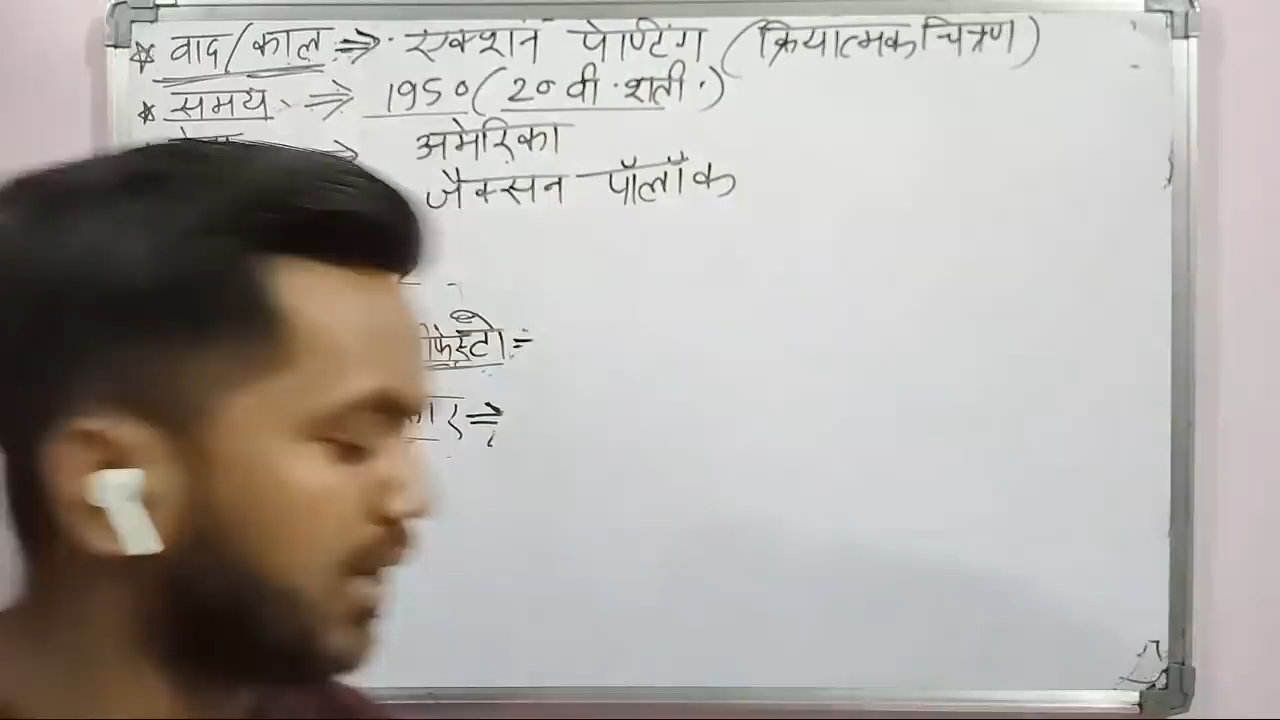 * वाद/काल ⇒ एक्शन पेण्टिंग (क्रियात्मक चित्रण)
* समय ⇒ 1950 (20 वी शती.)
अमेरिका
जैक्सन पॉलॉक